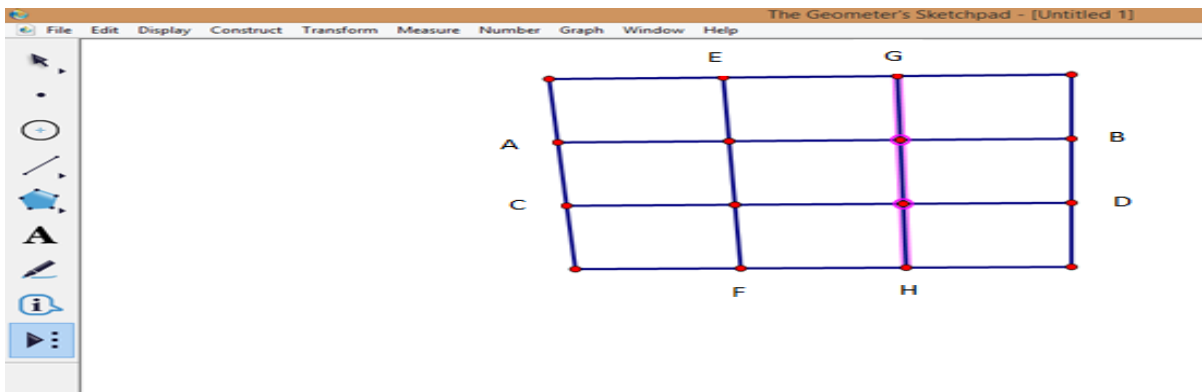 The Geometer's Sketchpad - [Untitled 1]
File Edit Display Construct Transform Measure Number Graph Window Help
E G
A B
C D
F H
A